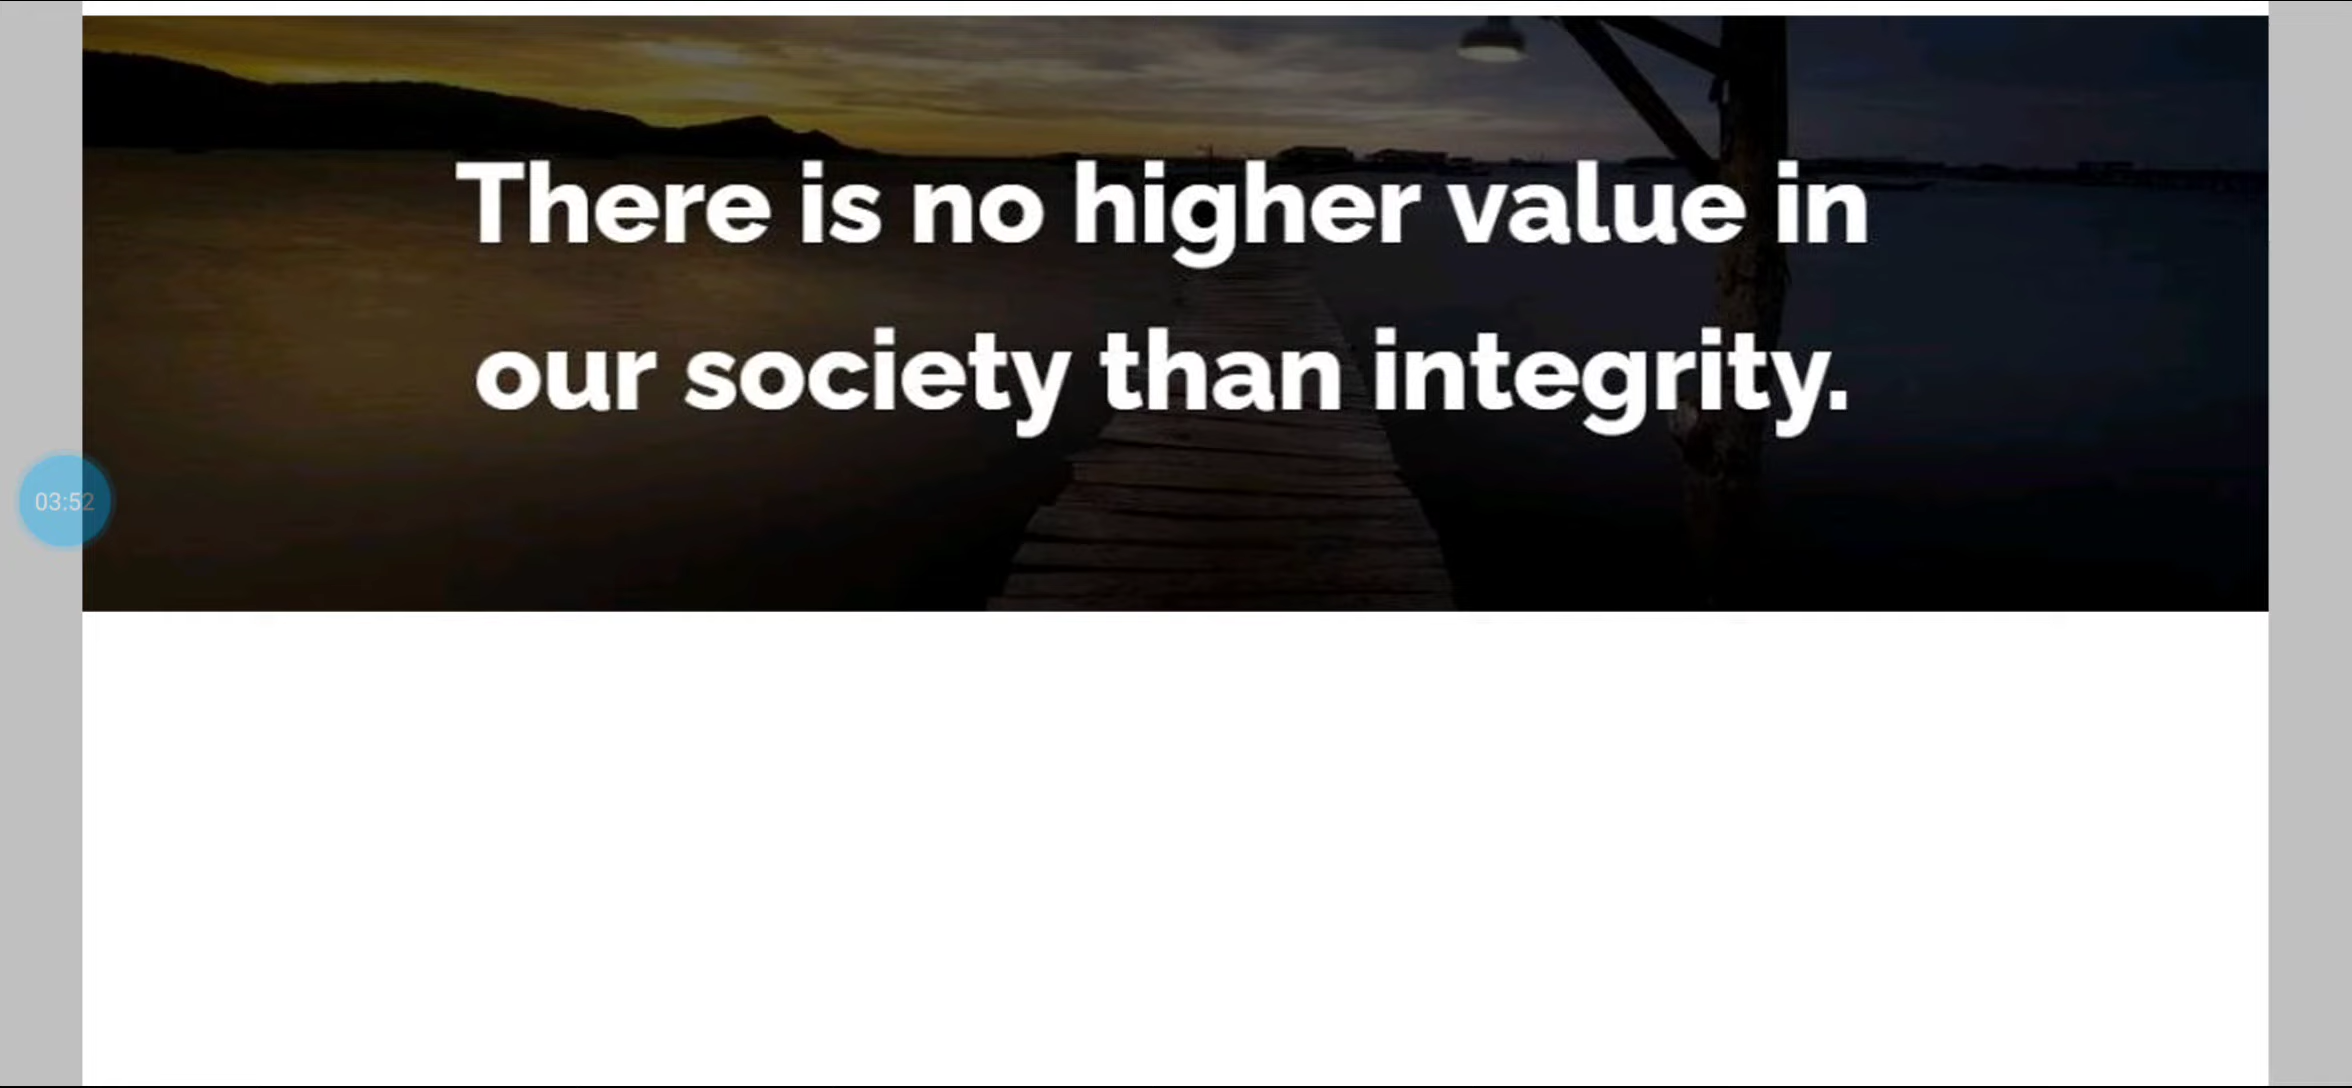 There is no higher value in
our society than integrity.
03:52